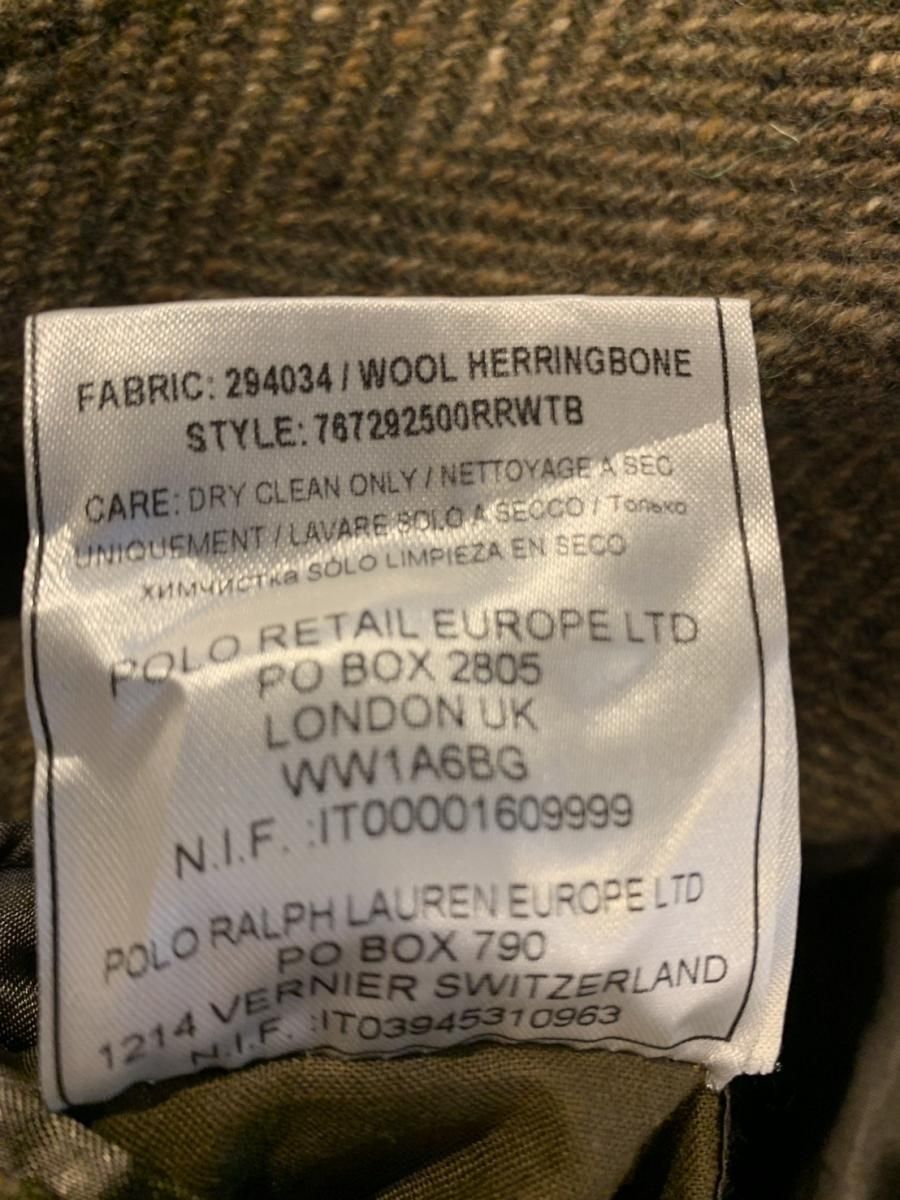 FABRIC: 294034 / WOOL HERRINGBONE
STYLE: 767292500RRWTB
CARE: DRY CLEAN ONLY / NETTOYAGE A SEC
UNIQUEMENT / LAVARE SOLO A SECCO / Только
химчистка SÓLO LIMPIEZA EN SECO
POLO RETAIL EUROPE LTD
PO BOX 2805
LONDON UK
WW1A6BG
N.I.F. :IT00001609999
POLO RALPH LAUREN EUROPE LTD
PO BOX 790
1214 VERNIER SWITZERLAND
N.I.F. :IT03945310963